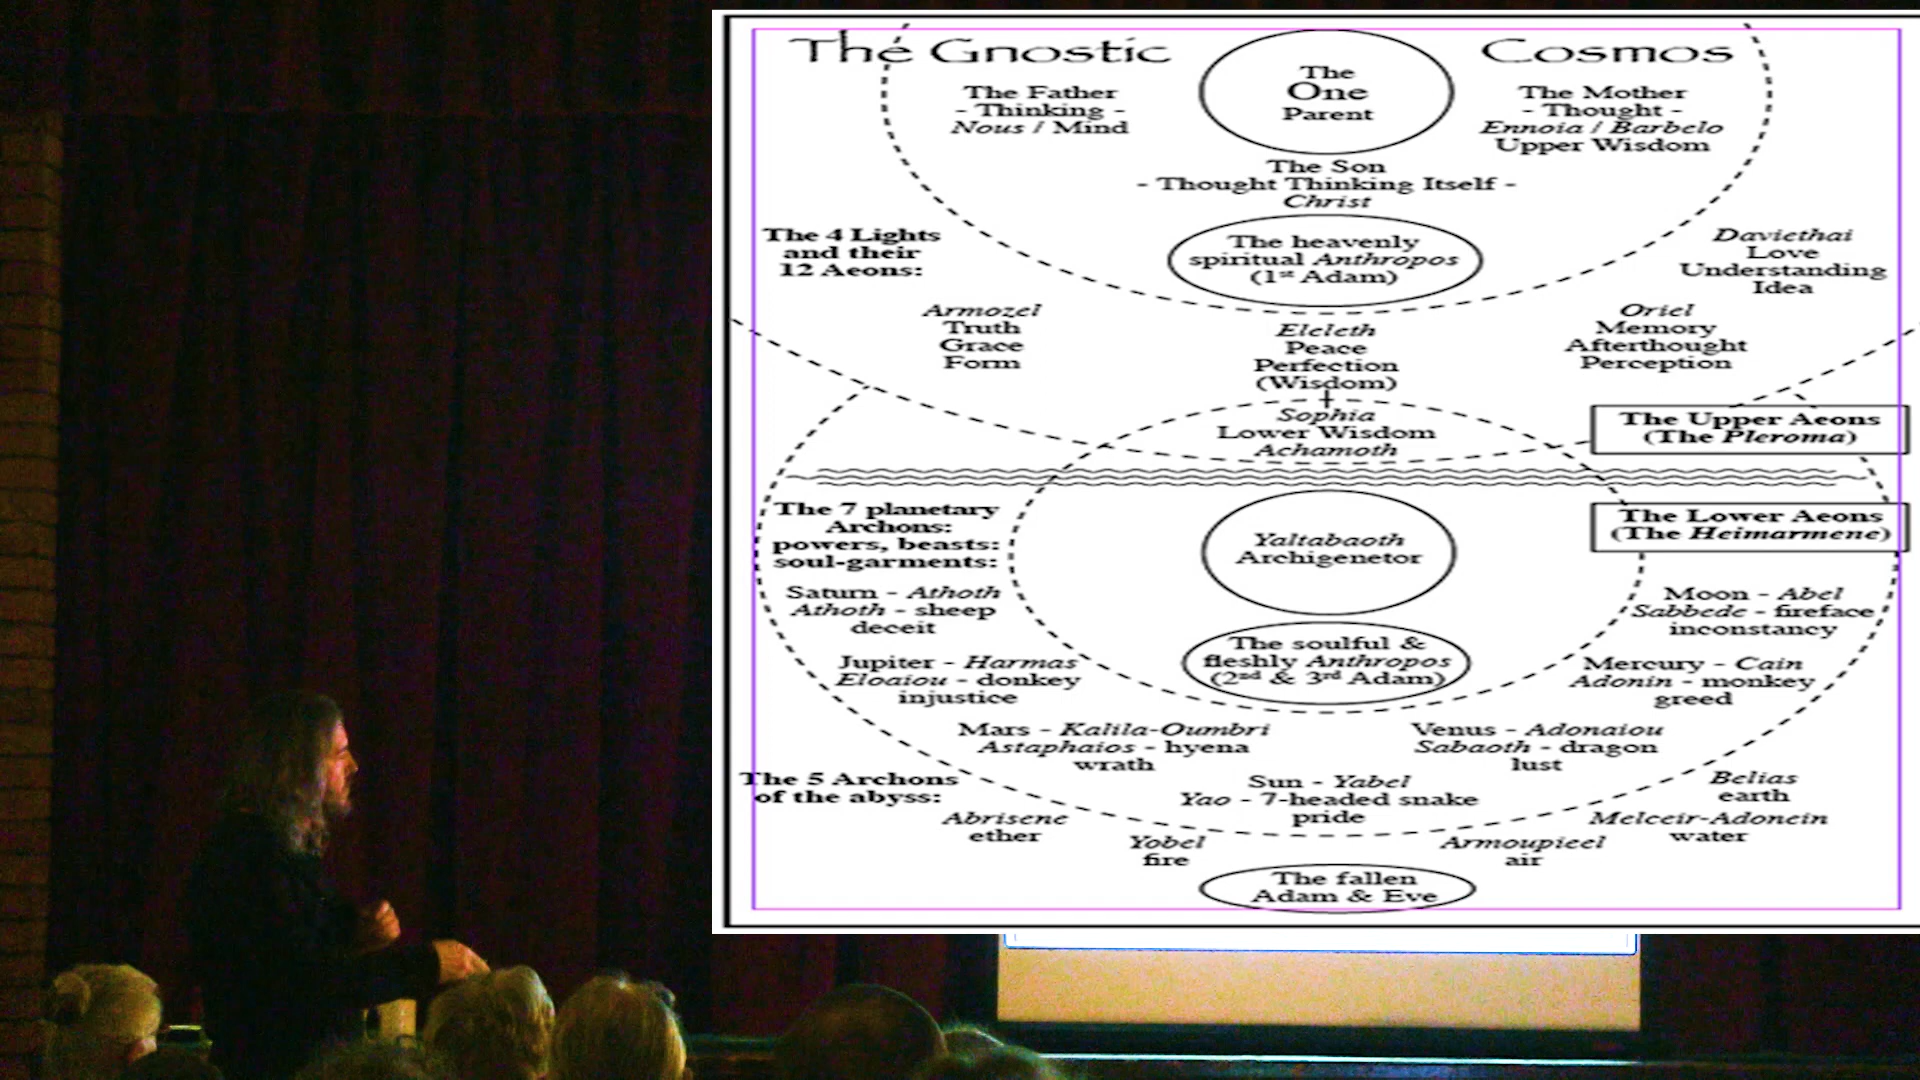 The Gnostic Cosmos
The One Parent
The Father
- Thinking -
Nous / Mind
The Mother
- Thought -
Ennoia / Barbelo
Upper Wisdom
The Son
- Thought Thinking Itself -
Christ
The heavenly
spiritual Anthropos
(1st Adam)
The 4 Lights
and their
12 Aeons:
Armozel
Truth
Grace
Form
Eleleth
Peace
Perfection
(Wisdom)
Oriel
Memory
Afterthought
Perception
Daviethai
Love
Understanding
Idea
Sophia
Lower Wisdom
Achamoth
The Upper Aeons
(The Pleroma)
The Lower Aeons
(The Heimarmene)
The 7 planetary
Archons:
powers, beasts:
soul-garments:
Yaltabaoth
Archigenetor
The soulful &
fleshly Anthropos
(2nd & 3rd Adam)
Saturn - Athoth
Athoth - sheep
deceit
Jupiter - Harmas
Eloaiou - donkey
injustice
Mars - Kalila-Oumbri
Astaphaios - hyena
wrath
Sun - Yabel
Yao - 7-headed snake
pride
Venus - Adonaiou
Sabaoth - dragon
lust
Mercury - Cain
Adonin - monkey
greed
Moon - Abel
Sabbede - fireface
inconstancy
The 5 Archons
of the abyss:
Abrisene
ether
Yobel
fire
Armoupieel
air
Melceir-Adonein
water
Belias
earth
The fallen
Adam & Eve